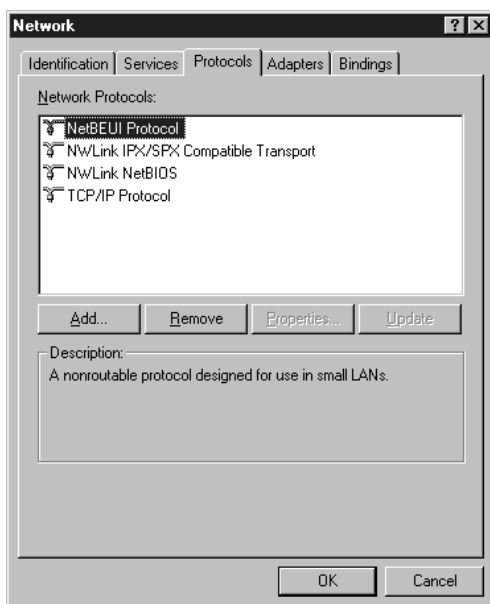 Network
Identification Services Protocols Adapters Bindings
Network Protocols:
NetBEUI Protocol
NWLink IPX/SPX Compatible Transport
NWLink NetBIOS
TCP/IP Protocol
Add... Remove Properties... Update
Description:
A nonroutable protocol designed for use in small LANs.
OK Cancel